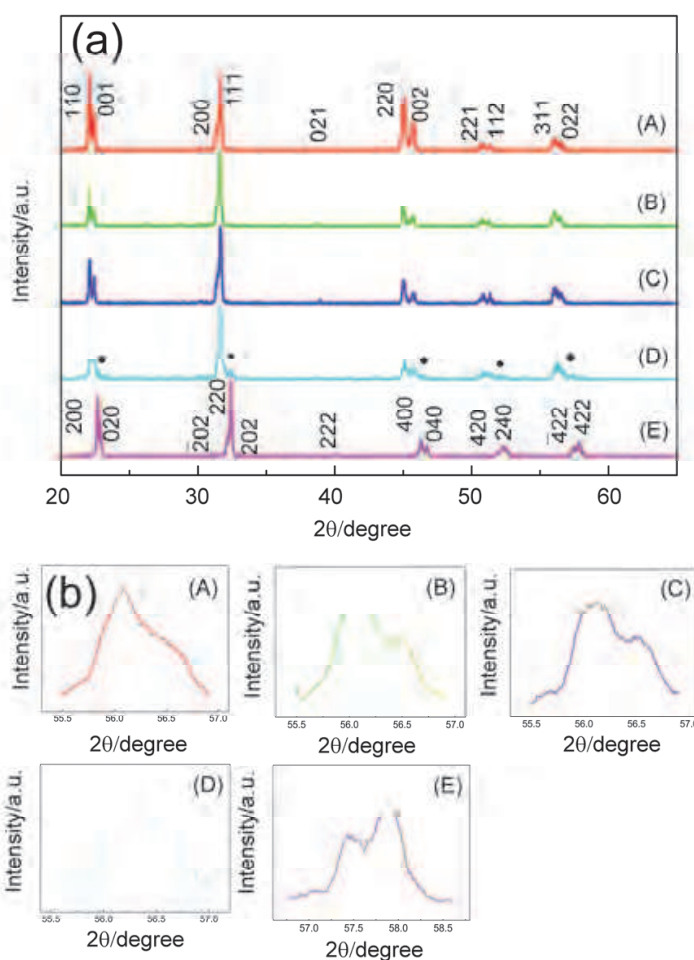 (a)
110
001
200
111
021
220
002
221
112
311
022
(A)
(B)
(C)
* * * * *
(D)
200
020
202
220
202
222
400
040
420
240
4̅22
422
(E)
Intensity/a.u.
20 30 40 50 60
2θ/degree
(b)
(A)
Intensity/a.u.
55.5 56.0 56.5 57.0
2θ/degree
(B)
Intensity/a.u.
55.5 56.0 56.5 57.0
2θ/degree
(C)
Intensity/a.u.
55.5 56.0 56.5 57.0
2θ/degree
(D)
Intensity/a.u.
55.5 56.0 56.5 57.0
2θ/degree
(E)
Intensity/a.u.
57.0 57.5 58.0 58.5
2θ/degree